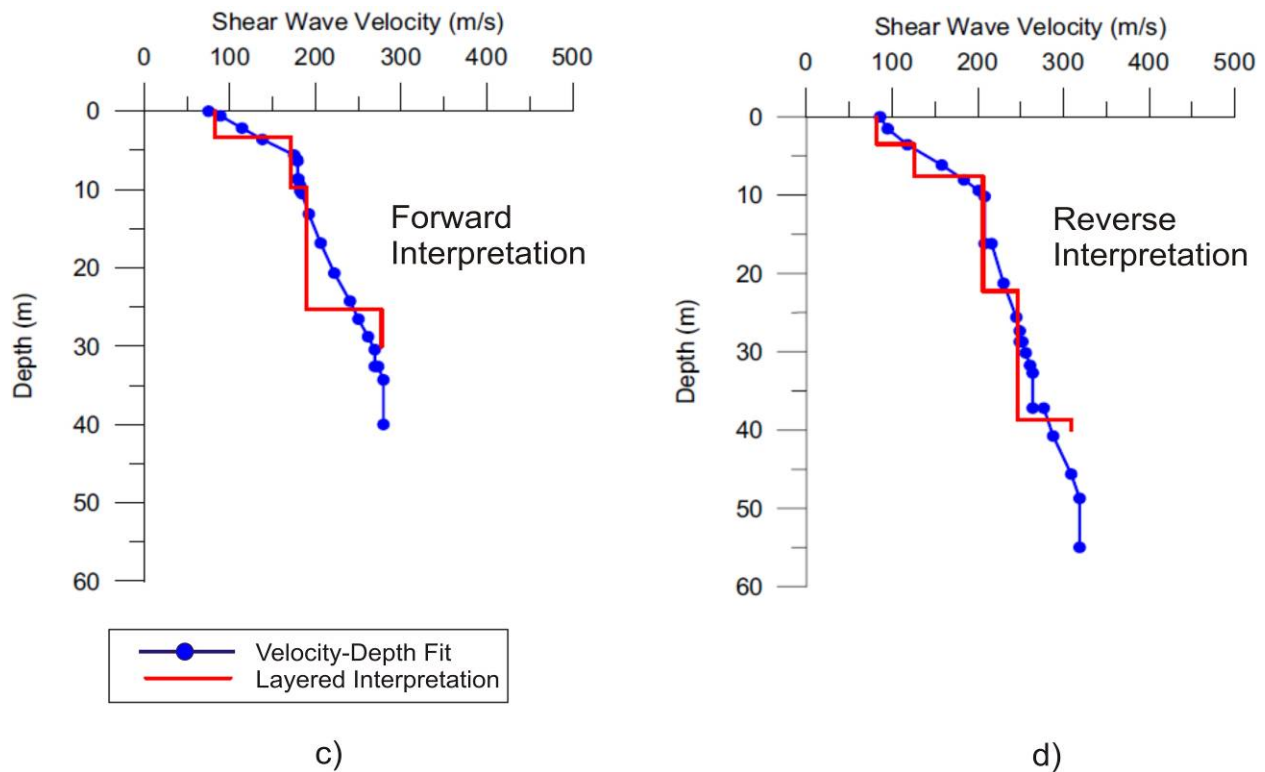 Shear Wave Velocity (m/s)
0 100 200 300 400 500
0
10
20
30
40
50
60
Depth (m)
Forward
Interpretation
Velocity-Depth Fit
Layered Interpretation
c)
Shear Wave Velocity (m/s)
0 100 200 300 400 500
0
10
20
30
40
50
60
Depth (m)
Reverse
Interpretation
d)